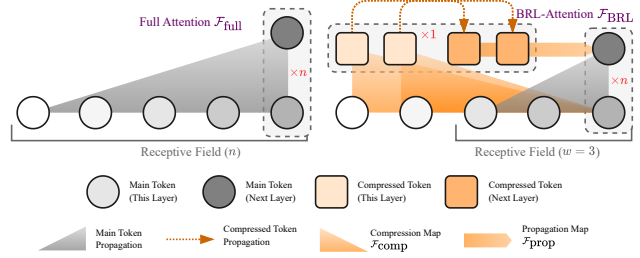 Full Attention 𝓕full
BRL-Attention 𝓕BRL
×n
×1
×n
Receptive Field (n)
Receptive Field (w = 3)
Main Token
(This Layer)
Main Token
(Next Layer)
Compressed Token
(This Layer)
Compressed Token
(Next Layer)
Main Token
Propagation
Compressed Token
Propagation
Compression Map
𝓕comp
Propagation Map
𝓕prop